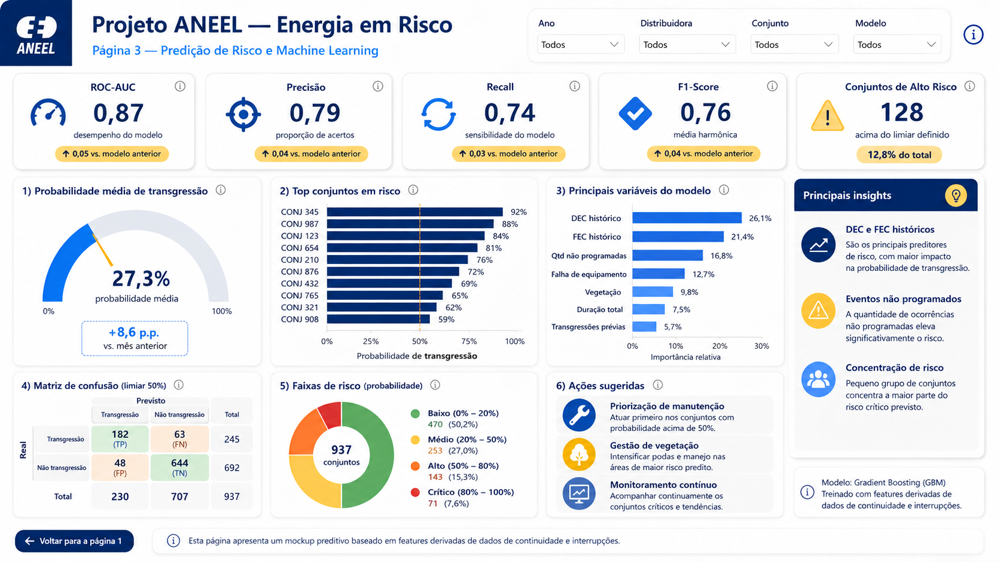 ANEEL
Projeto ANEEL — Energia em Risco
Página 3 — Predição de Risco e Machine Learning
Ano
Todos
Distribuidora
Todos
Conjunto
Todos
Modelo
Todos
i
ROC-AUC
0,87
desempenho do modelo
↑ 0,05 vs. modelo anterior
Precisão
0,79
proporção de acertos
↑ 0,04 vs. modelo anterior
Recall
0,74
sensibilidade do modelo
↑ 0,03 vs. modelo anterior
F1-Score
0,76
média harmônica
↑ 0,04 vs. modelo anterior
Conjuntos de Alto Risco
128
acima do limiar definido
12,8% do total
1) Probabilidade média de transgressão
27,3%
probabilidade média
0%
100%
+8,6 p.p.
vs. mês anterior
2) Top conjuntos em risco
CONJ 345 92%
CONJ 987 88%
CONJ 123 84%
CONJ 654 81%
CONJ 210 76%
CONJ 876 72%
CONJ 432 69%
CONJ 765 65%
CONJ 321 62%
CONJ 908 59%
0% 25% 50% 75% 100%
Probabilidade de transgressão
3) Principais variáveis do modelo
DEC histórico 26,1%
FEC histórico 21,4%
Qtd não programadas 16,8%
Falha de equipamento 12,7%
Vegetação 9,8%
Duração total 7,5%
Transgressões prévias 5,7%
0% 10% 20% 30%
Importância relativa
Principais insights
DEC e FEC históricos
São os principais preditores
de risco, com maior impacto
na probabilidade de transgressão.
Eventos não programados
A quantidade de ocorrências
não programadas eleva
significativamente o risco.
Concentração de risco
Pequeno grupo de conjuntos
concentra a maior parte do
risco crítico previsto.
4) Matriz de confusão (limiar 50%)
Previsto
Transgressão Não transgressão Total
Real
Transgressão 182 (TP) 63 (FN) 245
Não transgressão 48 (FP) 644 (TN) 692
Total 230 707 937
5) Faixas de risco (probabilidade)
937
conjuntos
Baixo (0% – 20%)
470 (50,2%)
Médio (20% – 50%)
253 (27,0%)
Alto (50% – 80%)
143 (15,3%)
Crítico (80% – 100%)
71 (7,6%)
6) Ações sugeridas
Priorização de manutenção
Atuar primeiro nos conjuntos com
probabilidade acima de 50%.
Gestão de vegetação
Intensificar podas e manejo nas
áreas de maior risco predito.
Monitoramento contínuo
Acompanhar continuamente os
conjuntos críticos e tendências.
Modelo: Gradient Boosting (GBM)
Treinado com features derivadas de
dados de continuidade e interrupções.
← Voltar para a página 1
Esta página apresenta um mockup preditivo baseado em features derivadas de dados de continuidade e interrupções.